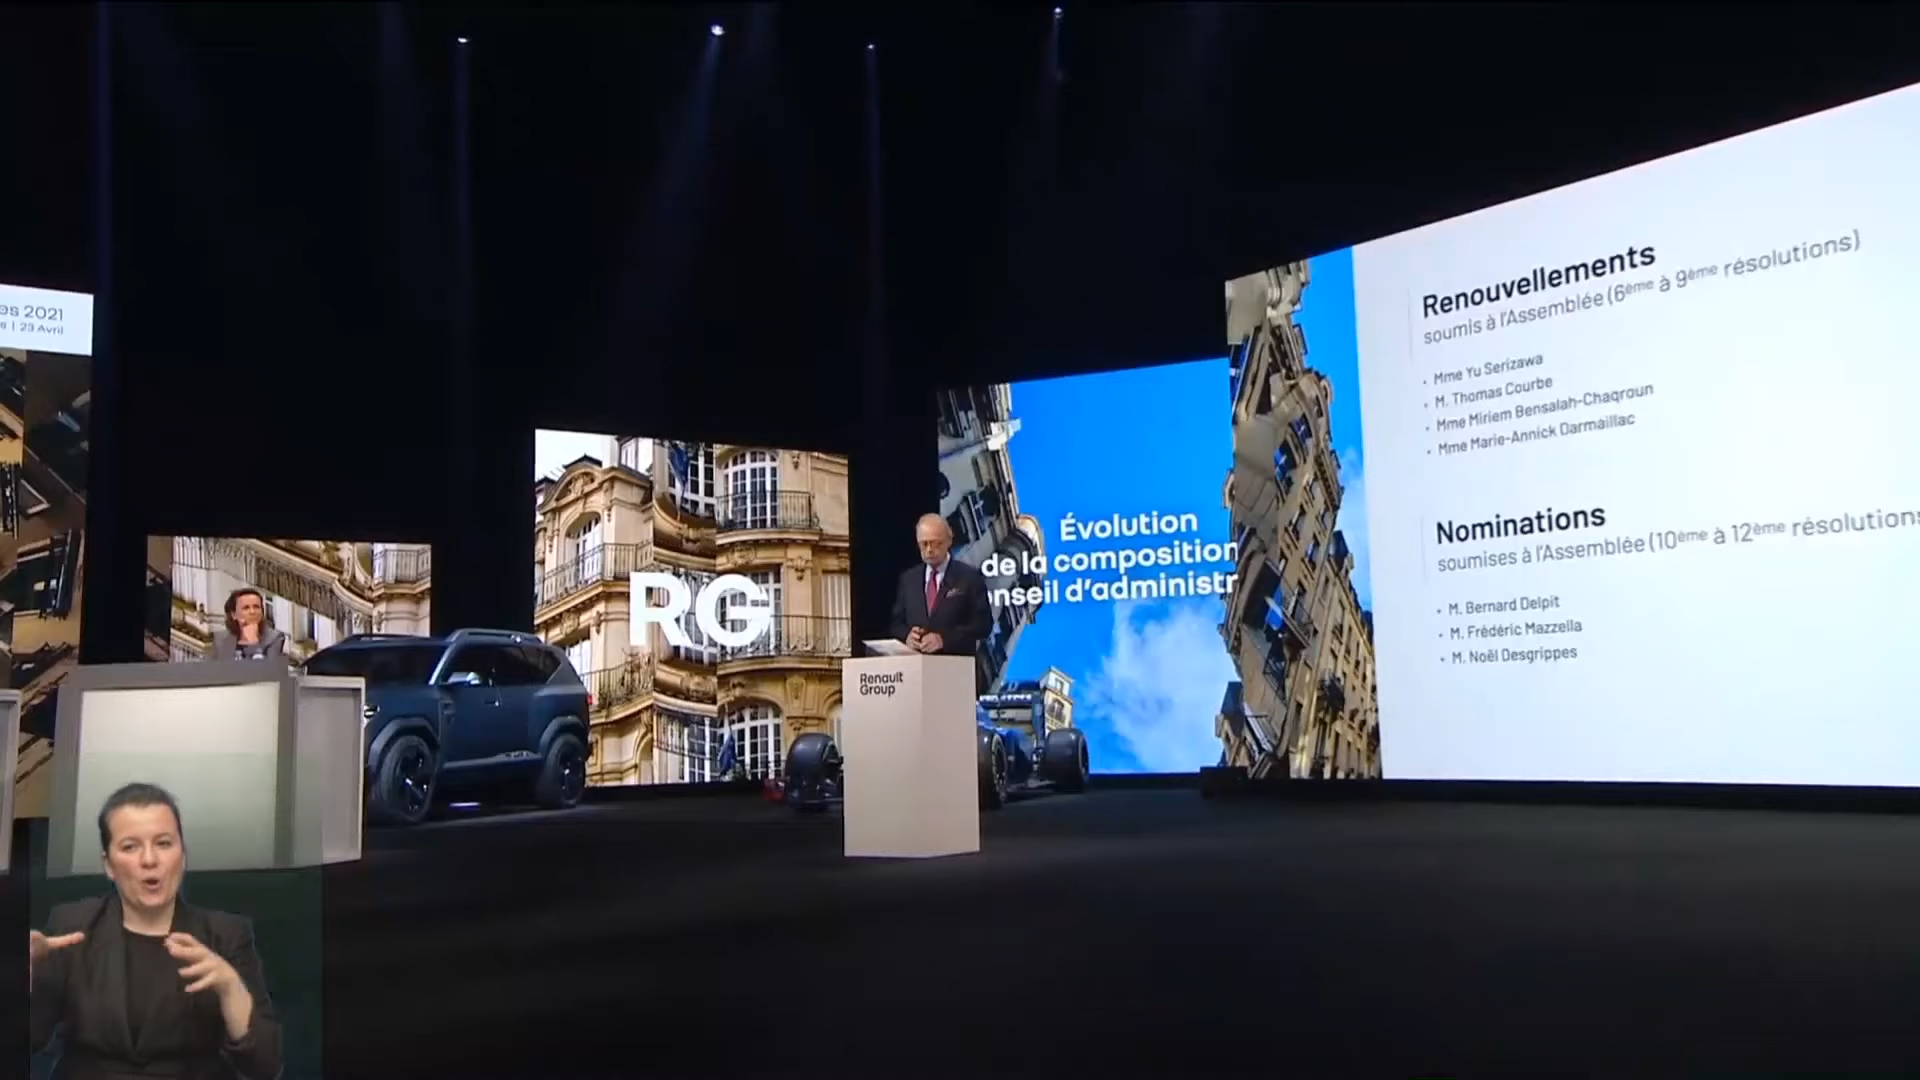 2021
23 Avril
RG
Renault
Group
Évolution
de la composition
d'administr
Renouvellements
soumis à l'Assemblée (6ème à 9ème résolutions)
• Mme Yu Serizawa
• M. Thomas Courbe
• Mme Miriem Bensalah-Chaqroun
• Mme Marie-Annick Darmaillac
Nominations
soumises à l'Assemblée (10ème à 12ème résolutions
• M. Bernard Delpit
• M. Frédéric Mazzella
• M. Noël Desgrippes